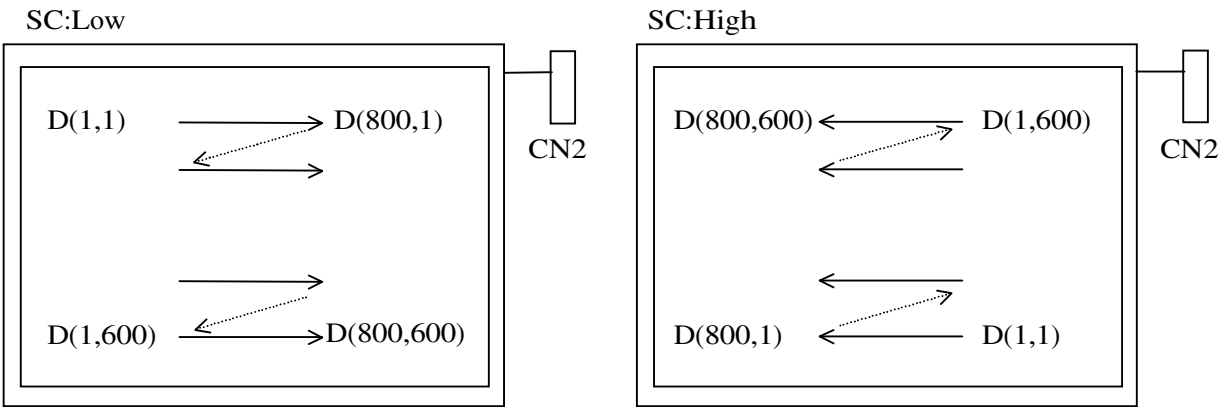 SC:Low
D(1,1)
D(800,1)
CN2
D(1,600)
D(800,600)
SC:High
D(800,600)
D(1,600)
CN2
D(800,1)
D(1,1)